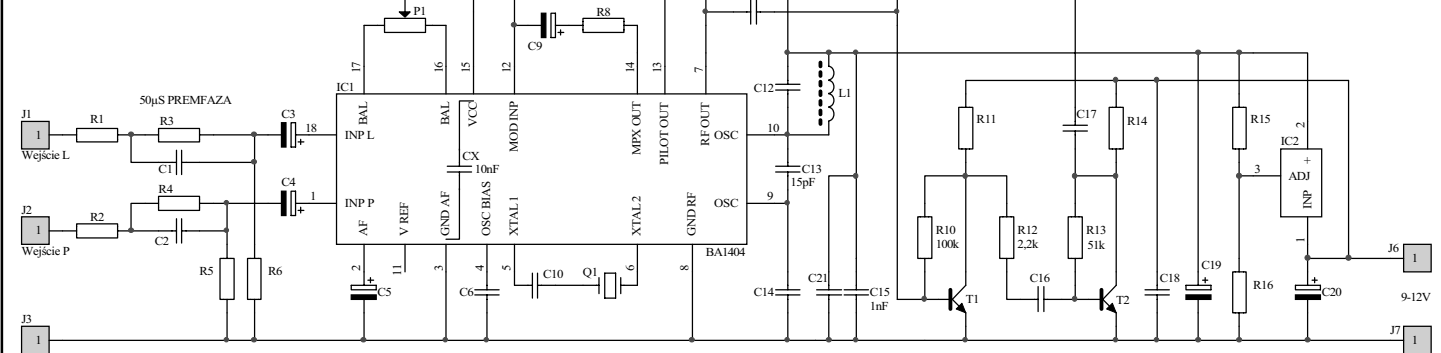 P1
R8
C9
17
16
15
12
14
13
7
IC1
50µS PREMFAZA
J1
1
Wejście L
R1
R3
C1
C3
18
INP L
BAL
BAL
VCC
MOD INP
MPX OUT
PILOT OUT
RF OUT
OSC
10
CX
10nF
C12
L1
C13
15pF
R4
C4
1
INP P
AF
V REF
GND AF
OSC BIAS
XTAL 1
XTAL 2
GND RF
OSC
9
BA1404
J2
1
Wejście P
R2
C2
R5
R6
2
11
3
4
5
6
8
C5
C6
C10
Q1
C14
C21
C15
1nF
R11
C17
R14
R15
2
IC2
+
ADJ
INP
3
1
R10
100k
R12
2,2k
R13
51k
C16
T1
T2
C18
C19
R16
C20
J6
1
9-12V
J3
1
J7
1